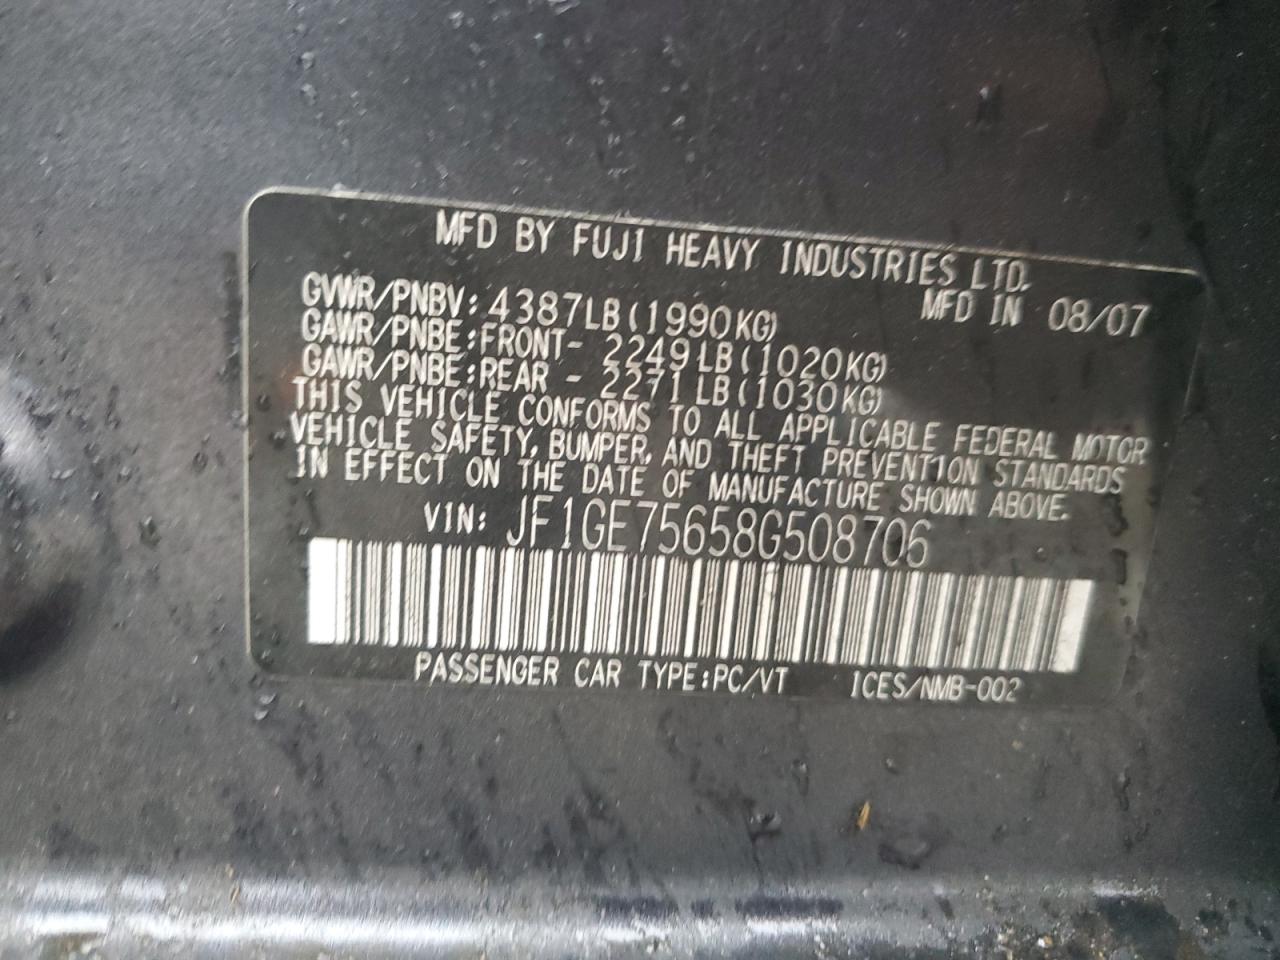 MFD BY FUJI HEAVY INDUSTRIES LTD.
MFD IN 08/07
GVWR/PNBV: 4387LB(1990KG)
GAWR/PNBE:FRONT- 2249LB(1020KG)
GAWR/PNBE:REAR - 2271LB(1030KG)
THIS VEHICLE CONFORMS TO ALL APPLICABLE FEDERAL MOTOR
VEHICLE SAFETY, BUMPER, AND THEFT PREVENTION STANDARDS
IN EFFECT ON THE DATE OF MANUFACTURE SHOWN ABOVE.
VIN: JF1GE75658G508706
PASSENGER CAR TYPE:PC/VT ICES/NMB-002